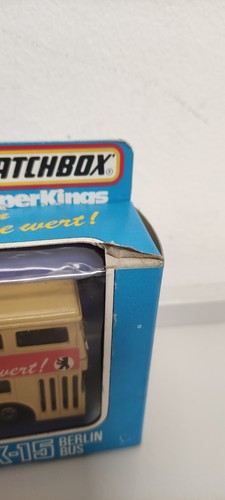 ATCHBOX®
perKings
e wert!
wert!
K-15 BERLIN
BUS